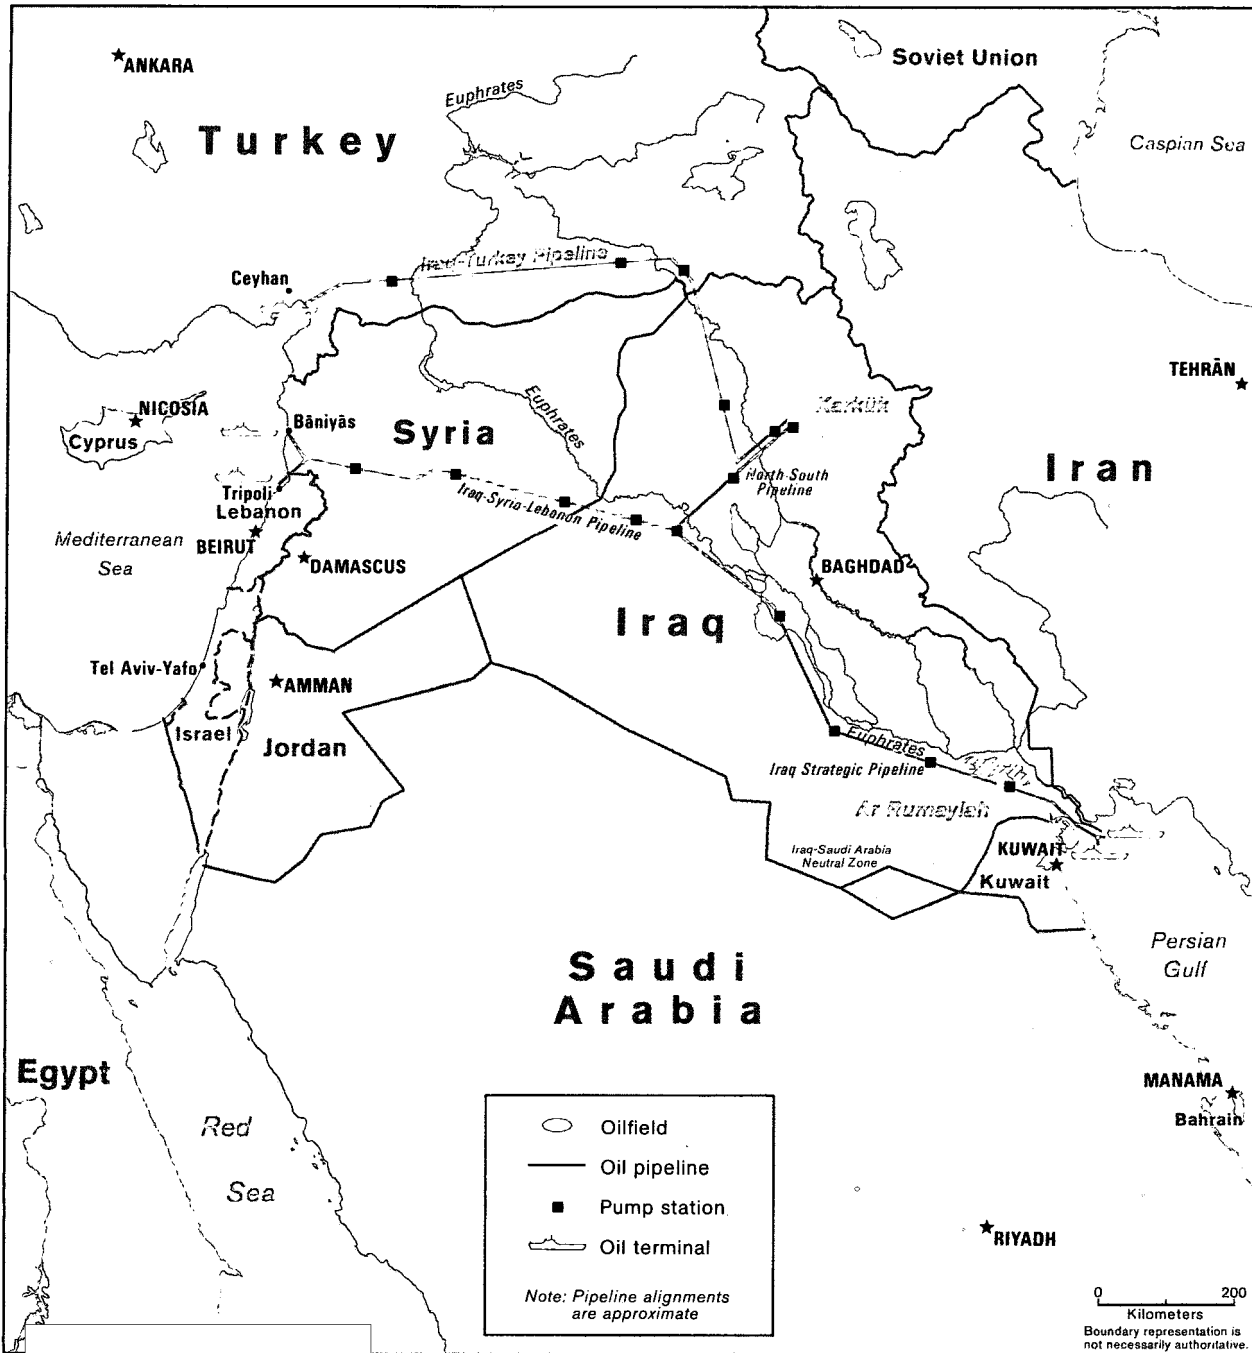 ANKARA
Soviet Union
Euphrates
Turkey
Caspian Sea
Iraq-Turkey Pipeline
Ceyhan
TEHRĀN
NICOSIA
Cyprus
Bāniyās
Syria
Euphrates
Karkūk
Iran
North-South
Pipeline
Tripoli
Lebanon
Iraq-Syria-Lebanon Pipeline
Mediterranean
Sea
BEIRUT
DAMASCUS
BAGHDAD
Iraq
Tel Aviv-Yafo
AMMAN
Israel
Jordan
Euphrates
Iraq Strategic Pipeline
Ar Rumaylah
Iraq-Saudi Arabia
Neutral Zone
KUWAIT
Kuwait
Persian
Gulf
Saudi
Arabia
Egypt
MANAMA
Bahrain
Red
Sea
Oilfield
Oil pipeline
Pump station
Oil terminal
Note: Pipeline alignments
are approximate
RIYADH
0 200
Kilometers
Boundary representation is
not necessarily authoritative.